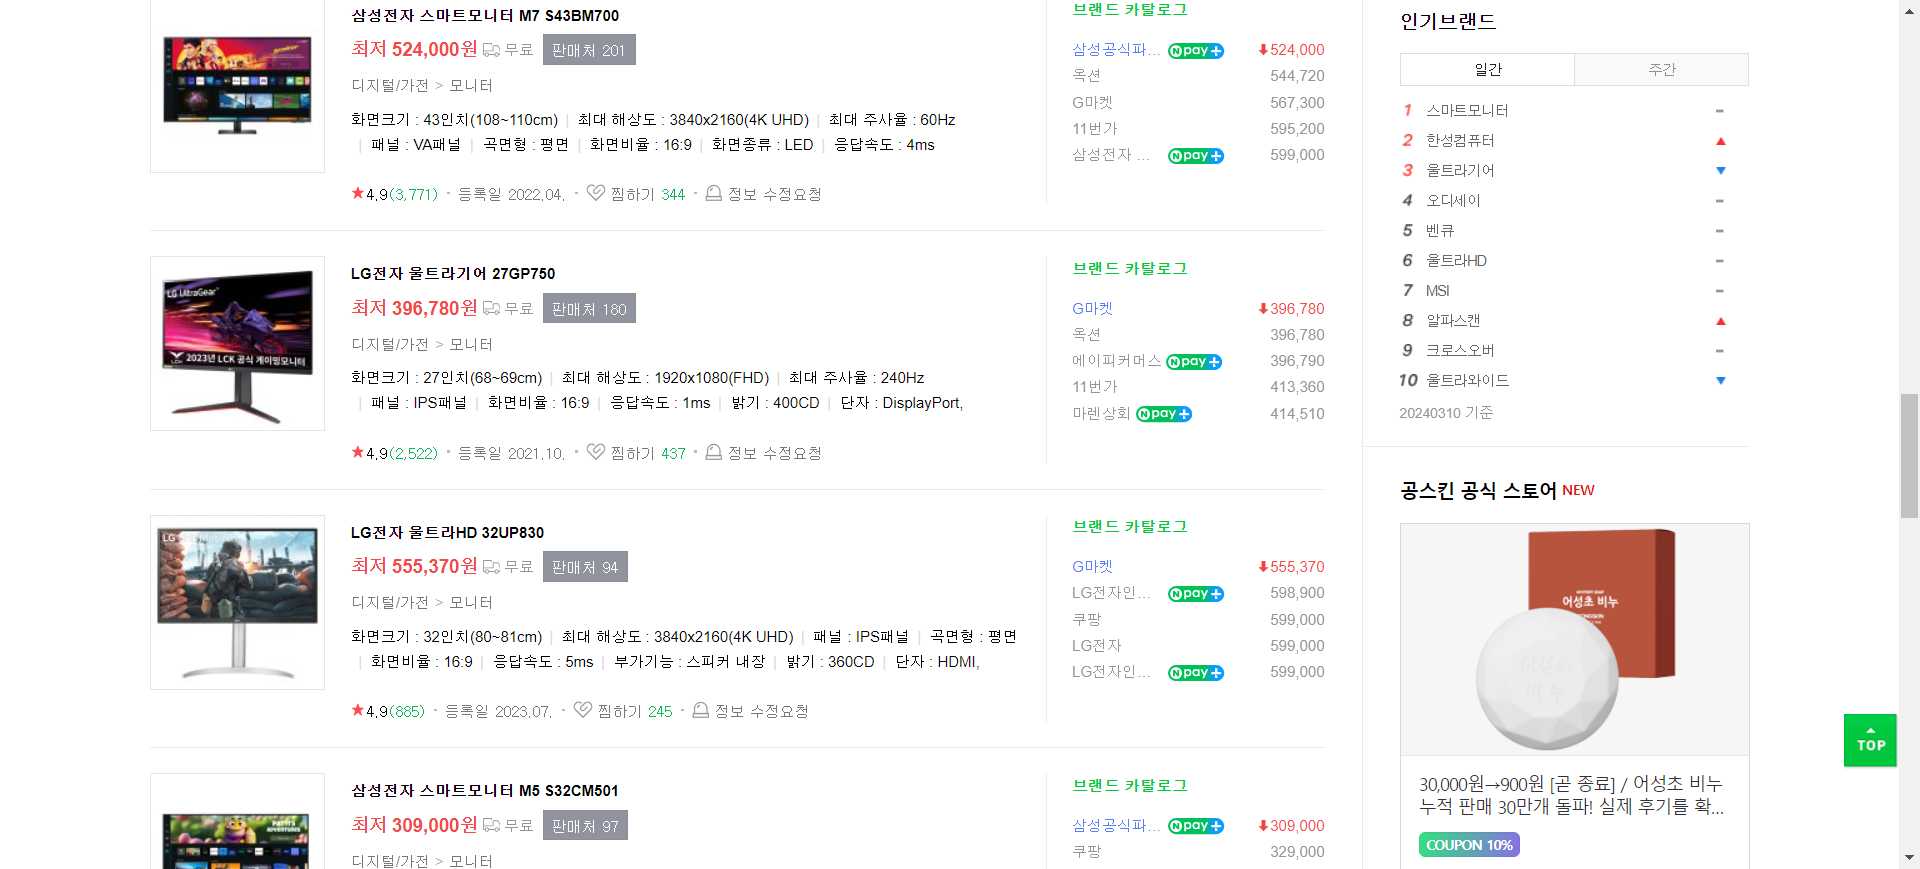 삼성전자 스마트모니터 M7 S43BM700
최저 524,000원 무료 판매처 201
디지털/가전 > 모니터
화면크기 : 43인치(108~110cm) | 최대 해상도 : 3840x2160(4K UHD) | 최대 주사율 : 60Hz
| 패널 : VA패널 | 곡면형 : 평면 | 화면비율 : 16:9 | 화면종류 : LED | 응답속도 : 4ms
★4.9(3,771) · 등록일 2022.04. · 찜하기 344 · 정보 수정요청
브랜드 카탈로그
삼성공식파... N pay+ 524,000
옥션 544,720
G마켓 567,300
11번가 595,200
삼성전자 ... N pay+ 599,000
LG UltraGear
2023년 LCK 공식 게이밍모니터
LG전자 울트라기어 27GP750
최저 396,780원 무료 판매처 180
디지털/가전 > 모니터
화면크기 : 27인치(68~69cm) | 최대 해상도 : 1920x1080(FHD) | 최대 주사율 : 240Hz
| 패널 : IPS패널 | 화면비율 : 16:9 | 응답속도 : 1ms | 밝기 : 400CD | 단자 : DisplayPort,
★4.9(2,522) · 등록일 2021.10. · 찜하기 437 · 정보 수정요청
브랜드 카탈로그
G마켓 396,780
옥션 396,780
에이피커머스 N pay+ 396,790
11번가 413,360
마렌상회 N pay+ 414,510
LG전자 울트라HD 32UP830
최저 555,370원 무료 판매처 94
디지털/가전 > 모니터
화면크기 : 32인치(80~81cm) | 최대 해상도 : 3840x2160(4K UHD) | 패널 : IPS패널 | 곡면형 : 평면
| 화면비율 : 16:9 | 응답속도 : 5ms | 부가기능 : 스피커 내장 | 밝기 : 360CD | 단자 : HDMI,
★4.9(885) · 등록일 2023.07. · 찜하기 245 · 정보 수정요청
브랜드 카탈로그
G마켓 555,370
LG전자인... N pay+ 598,900
쿠팡 599,000
LG전자 599,000
LG전자인... N pay+ 599,000
삼성전자 스마트모니터 M5 S32CM501
최저 309,000원 무료 판매처 97
디지털/가전 > 모니터
브랜드 카탈로그
삼성공식파... N pay+ 309,000
쿠팡 329,000
인기브랜드
일간 주간
1 스마트모니터 -
2 한성컴퓨터 ▲
3 울트라기어 ▼
4 오디세이 -
5 벤큐 -
6 울트라HD -
7 MSI -
8 알파스캔 ▲
9 크로스오버 -
10 울트라와이드 ▼
20240310 기준
공스킨 공식 스토어 NEW
어성초 비누
30,000원→900원 [곧 종료] / 어성초 비누
누적 판매 30만개 돌파! 실제 후기를 확...
COUPON 10%
TOP